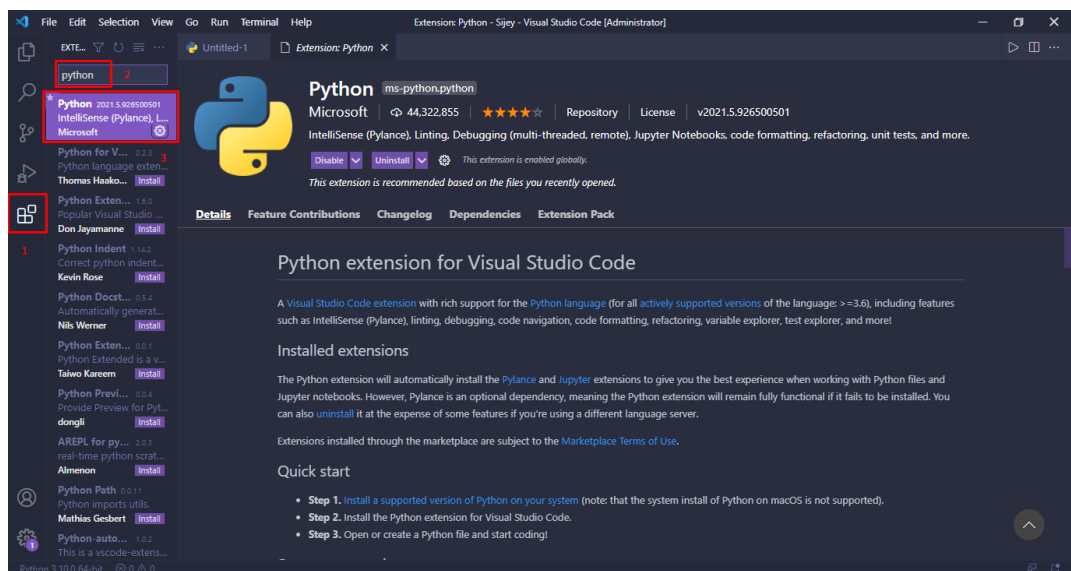 File Edit Selection View Go Run Terminal Help
Extension: Python - Sijey - Visual Studio Code [Administrator]
EXTE...
Untitled-1
Extension: Python
python
2
Python 2021.5.926500501
IntelliSense (Pylance), L...
Microsoft
3
Python for V... 0.2.3
Python language exten...
Thomas Haako... Install
Python Exten... 1.6.0
Popular Visual Studio ...
Don Jayamanne Install
1
Python Indent 1.14.2
Correct python indent...
Kevin Rose Install
Python Docst... 0.5.4
Automatically generat...
Nils Werner Install
Python Exten... 0.0.1
Python Extended is a v...
Taiwo Kareem Install
Python Previ... 0.0.4
Provide Preview for Pyt...
dongli Install
AREPL for py... 2.0.3
real-time python scrat...
Almenon Install
Python Path 0.0.11
Python imports utils.
Mathias Gesbert Install
Python-auto... 1.0.2
This is a vscode-extens...
1
Python ms-python.python
Microsoft 44,322,855 Repository License v2021.5.926500501
IntelliSense (Pylance), Linting, Debugging (multi-threaded, remote), Jupyter Notebooks, code formatting, refactoring, unit tests, and more.
Disable Uninstall This extension is enabled globally.
This extension is recommended based on the files you recently opened.
Details Feature Contributions Changelog Dependencies Extension Pack
Python extension for Visual Studio Code
A Visual Studio Code extension with rich support for the Python language (for all actively supported versions of the language: >=3.6), including features
such as IntelliSense (Pylance), linting, debugging, code navigation, code formatting, refactoring, variable explorer, test explorer, and more!
Installed extensions
The Python extension will automatically install the Pylance and Jupyter extensions to give you the best experience when working with Python files and
Jupyter notebooks. However, Pylance is an optional dependency, meaning the Python extension will remain fully functional if it fails to be installed. You
can also uninstall it at the expense of some features if you're using a different language server.
Extensions installed through the marketplace are subject to the Marketplace Terms of Use.
Quick start
• Step 1. Install a supported version of Python on your system (note: that the system install of Python on macOS is not supported).
• Step 2. Install the Python extension for Visual Studio Code.
• Step 3. Open or create a Python file and start coding!
Python 3.10.0 64-bit 0 0